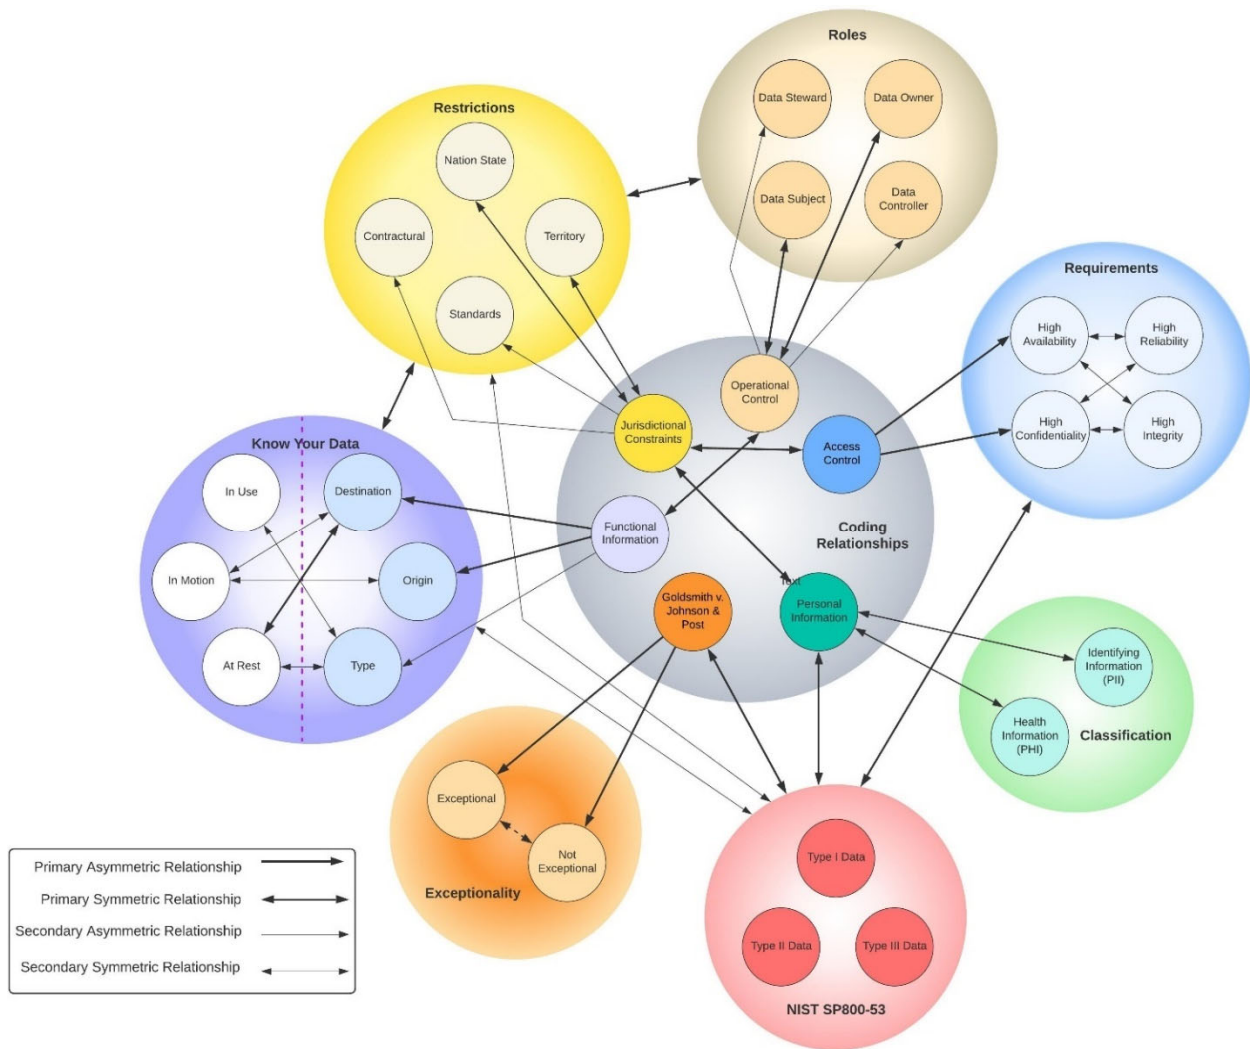 Roles
Data Steward
Data Owner
Data Subject
Data
Controller
Restrictions
Nation State
Contractural
Territory
Standards
Requirements
High
Availability
High
Reliability
High
Confidentiality
High
Integrity
Operational
Control
Jurisdictional
Constraints
Access
Control
Functional
Information
Coding
Relationships
Text
Goldsmith v.
Johnson &
Post
Personal
Information
Know Your Data
In Use
Destination
In Motion
Origin
At Rest
Type
Identifying
Information
(PII)
Health
Information
(PHI)
Classification
Exceptional
Not
Exceptional
Exceptionality
Type I Data
Type II Data
Type III Data
NIST SP800-53
Primary Asymmetric Relationship
Primary Symmetric Relationship
Secondary Asymmetric Relationship
Secondary Symmetric Relationship